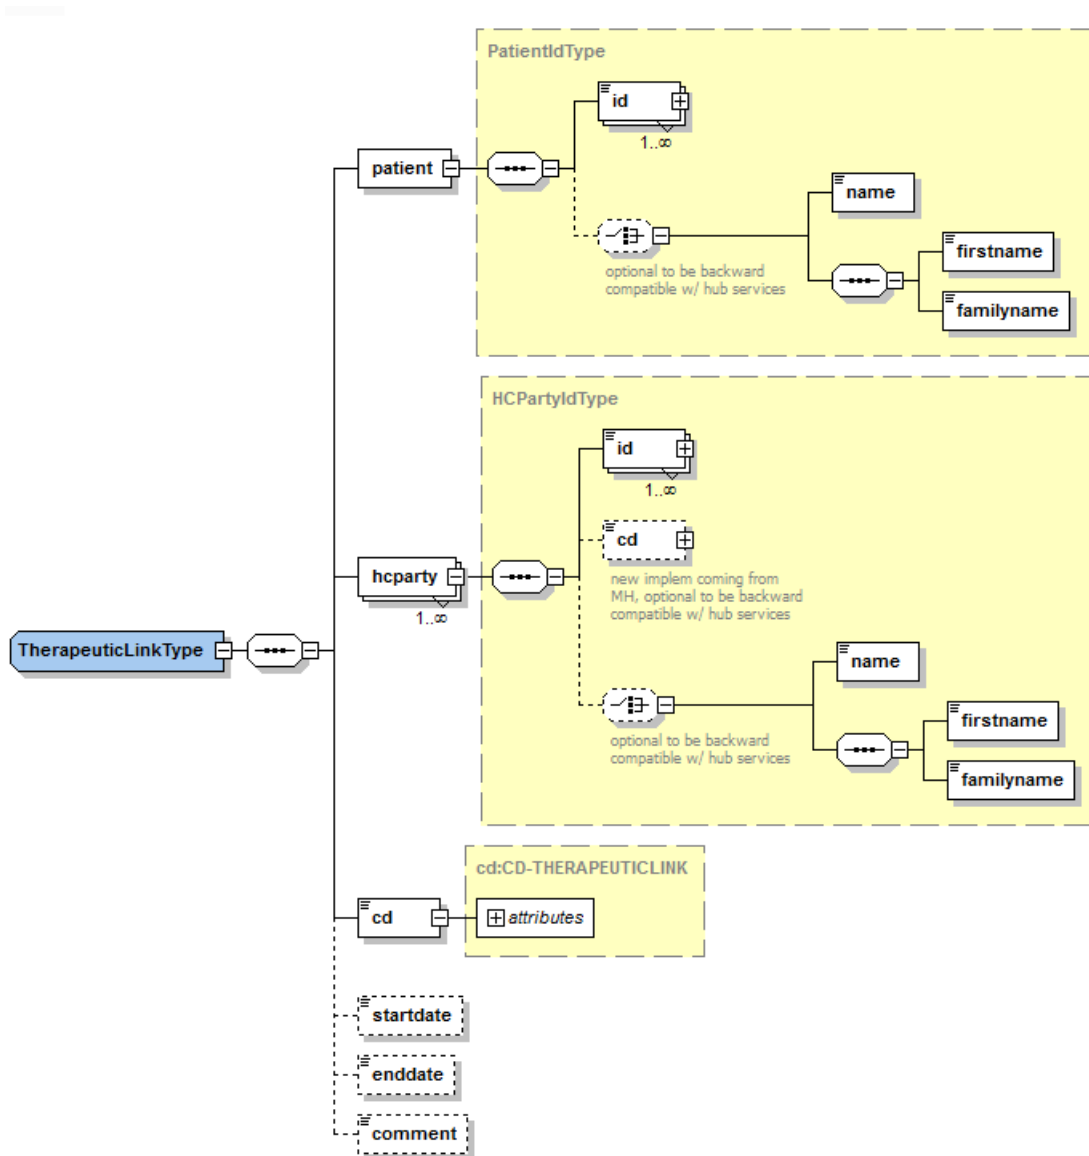 PatientIdType
id
1..∞
patient
name
optional to be backward
compatible w/ hub services
firstname
familyname
HCPartyIdType
id
1..∞
cd
new implem coming from
MH, optional to be backward
compatible w/ hub services
hcparty
1..∞
TherapeuticLinkType
name
optional to be backward
compatible w/ hub services
firstname
familyname
cd:CD-THERAPEUTICLINK
cd
attributes
startdate
enddate
comment